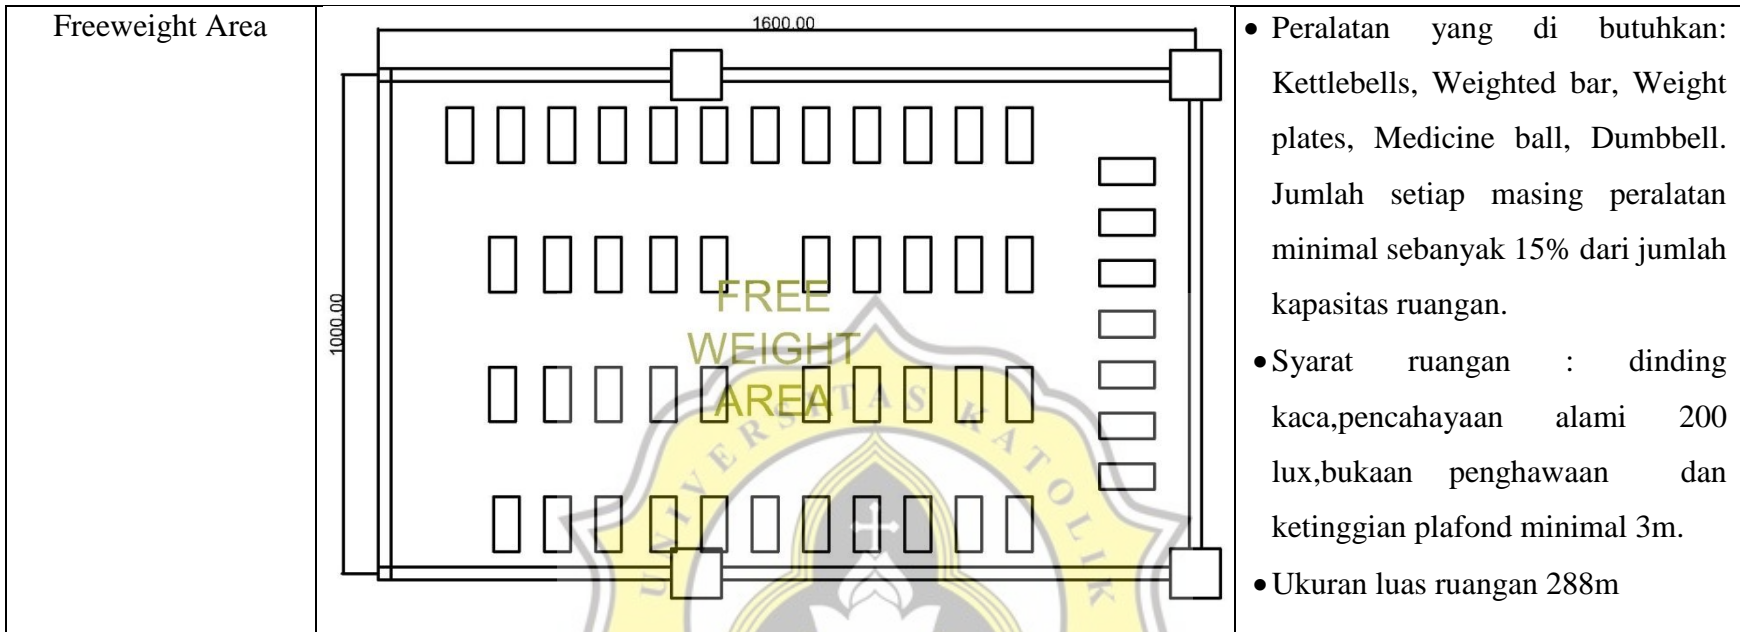 Freeweight Area
1600.00
1000.00
FREE
WEIGHT
AREA
UNIVERSITAS KATOLIK
• Peralatan yang di butuhkan:
Kettlebells, Weighted bar, Weight
plates, Medicine ball, Dumbbell.
Jumlah setiap masing peralatan
minimal sebanyak 15% dari jumlah
kapasitas ruangan.
• Syarat ruangan : dinding
kaca,pencahayaan alami 200
lux,bukaan penghawaan dan
ketinggian plafond minimal 3m.
• Ukuran luas ruangan 288m